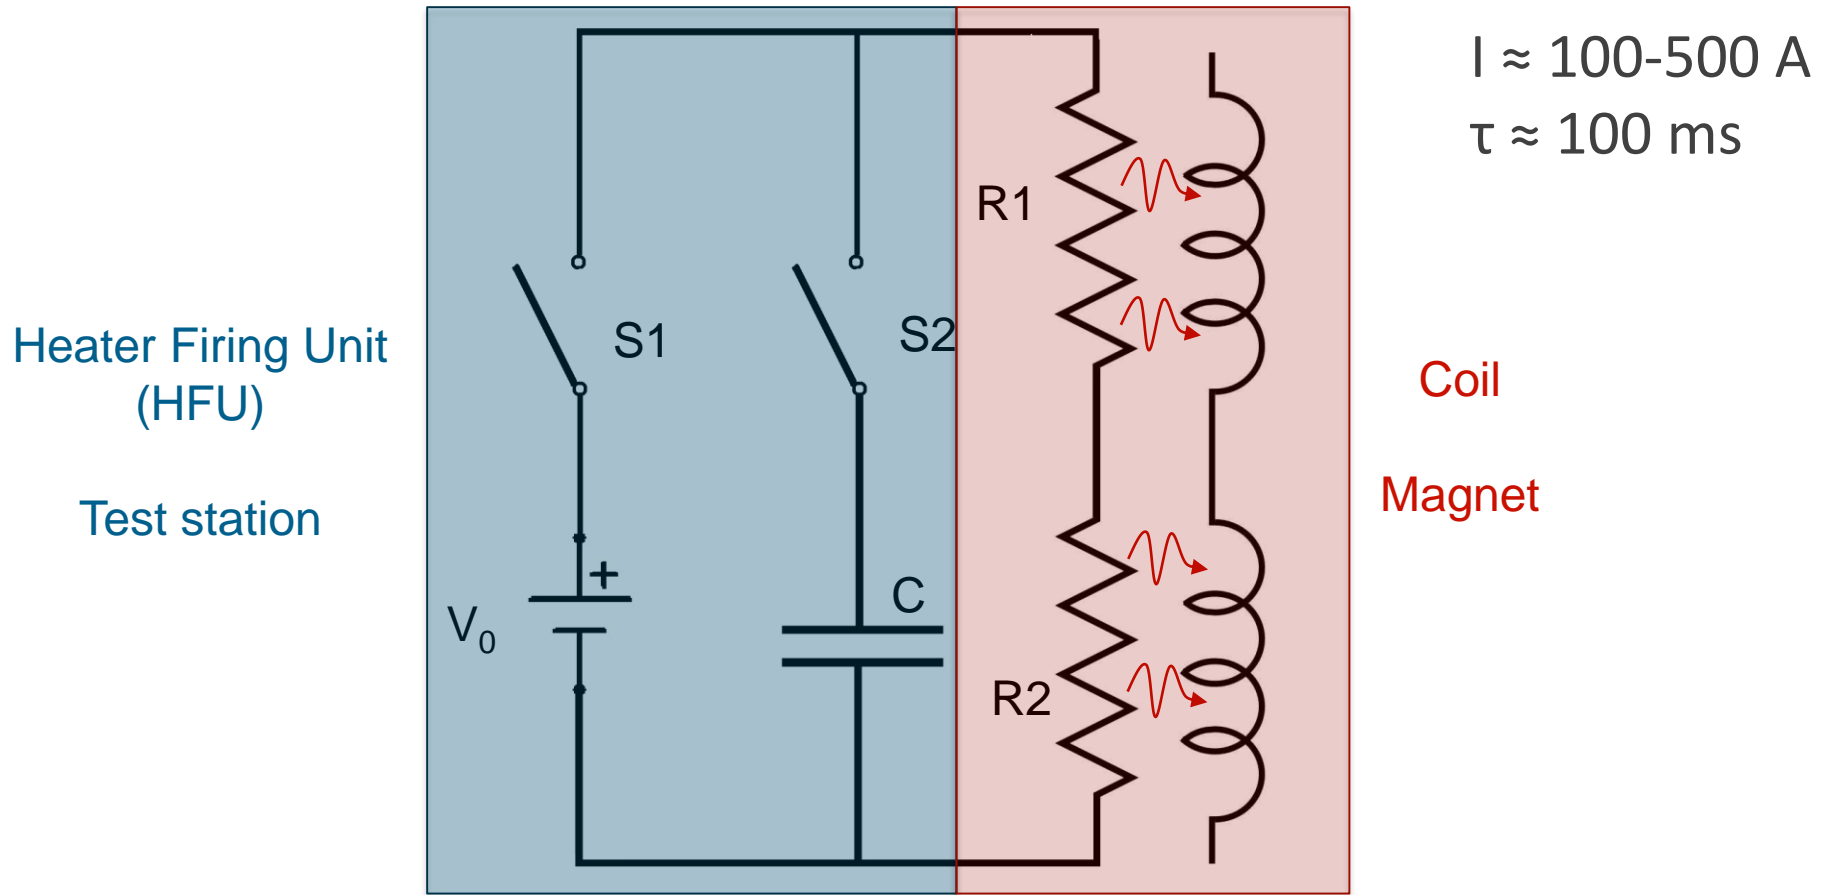 I ≈ 100-500 A
τ ≈ 100 ms
R1
S1
S2
Heater Firing Unit
(HFU)
Coil
Test station
Magnet
+
C
V₀
R2